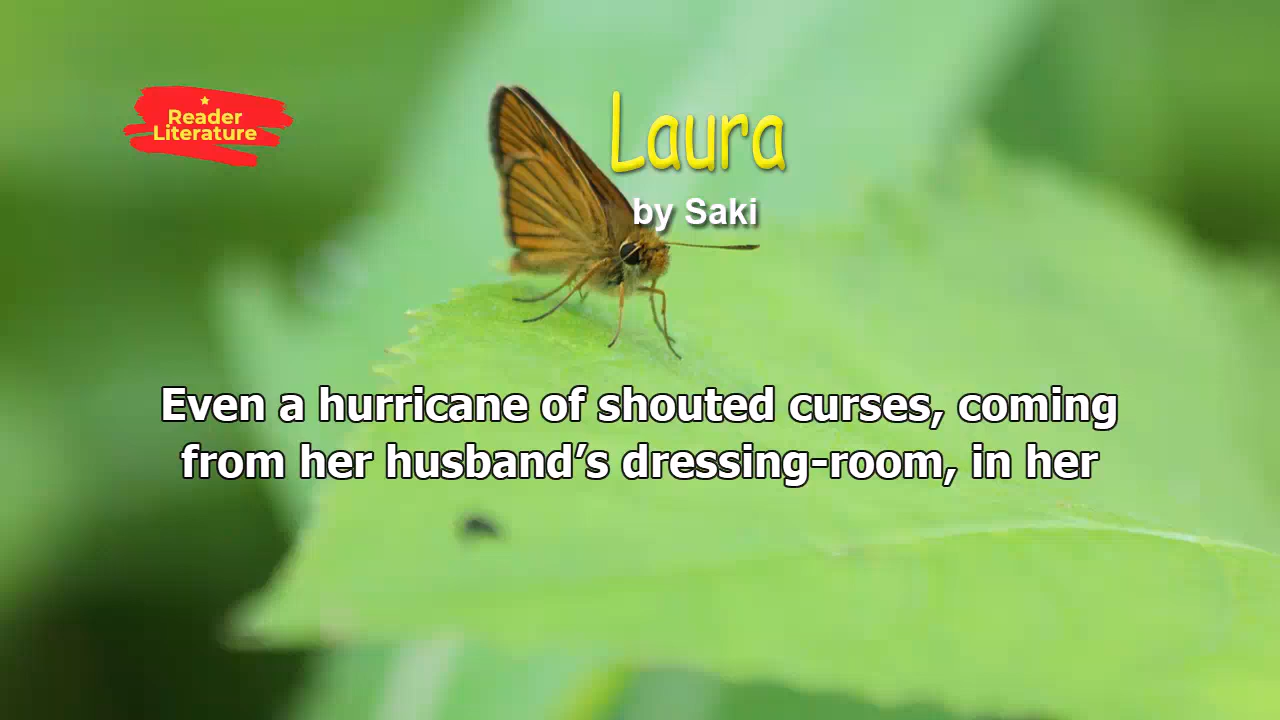 Reader
Literature
Laura
by Saki
Even a hurricane of shouted curses, coming
from her husband’s dressing-room, in her